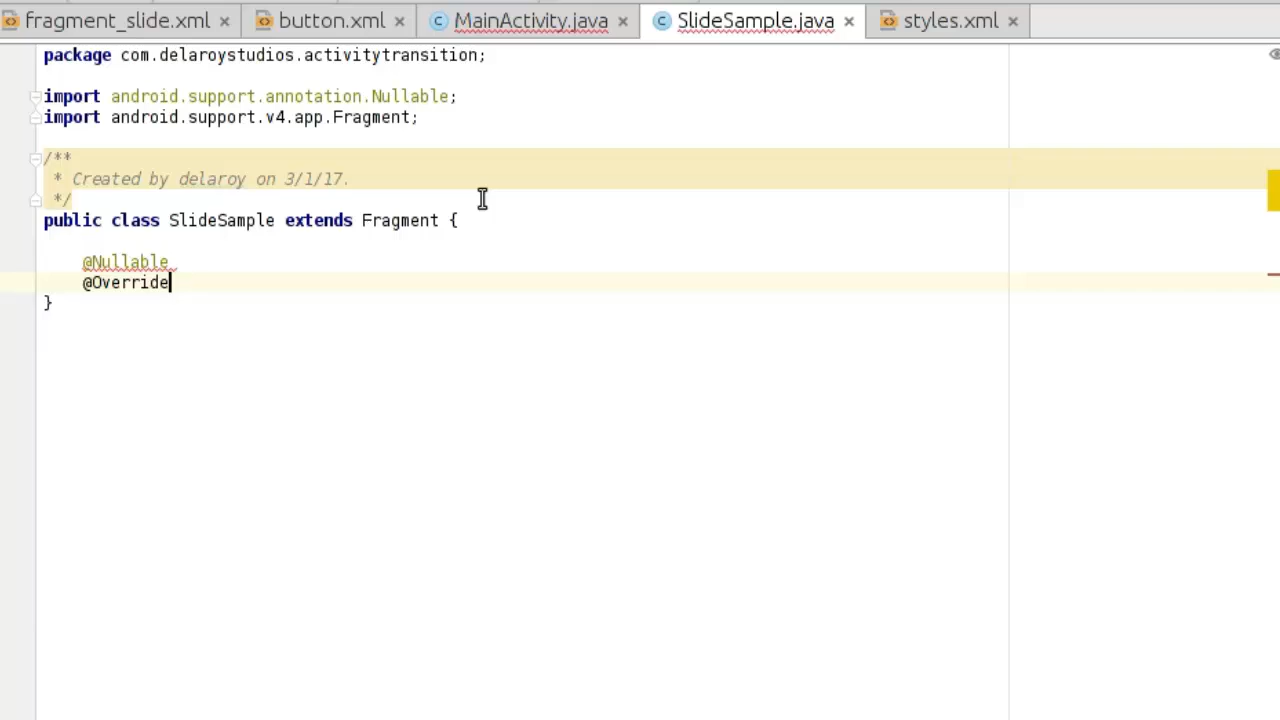 fragment_slide.xml button.xml MainActivity.java SlideSample.java styles.xml
package com.delaroystudios.activitytransition;
import android.support.annotation.Nullable;
import android.support.v4.app.Fragment;
/**
* Created by delaroy on 3/1/17.
*/
public class SlideSample extends Fragment {
@Nullable
@Override
}